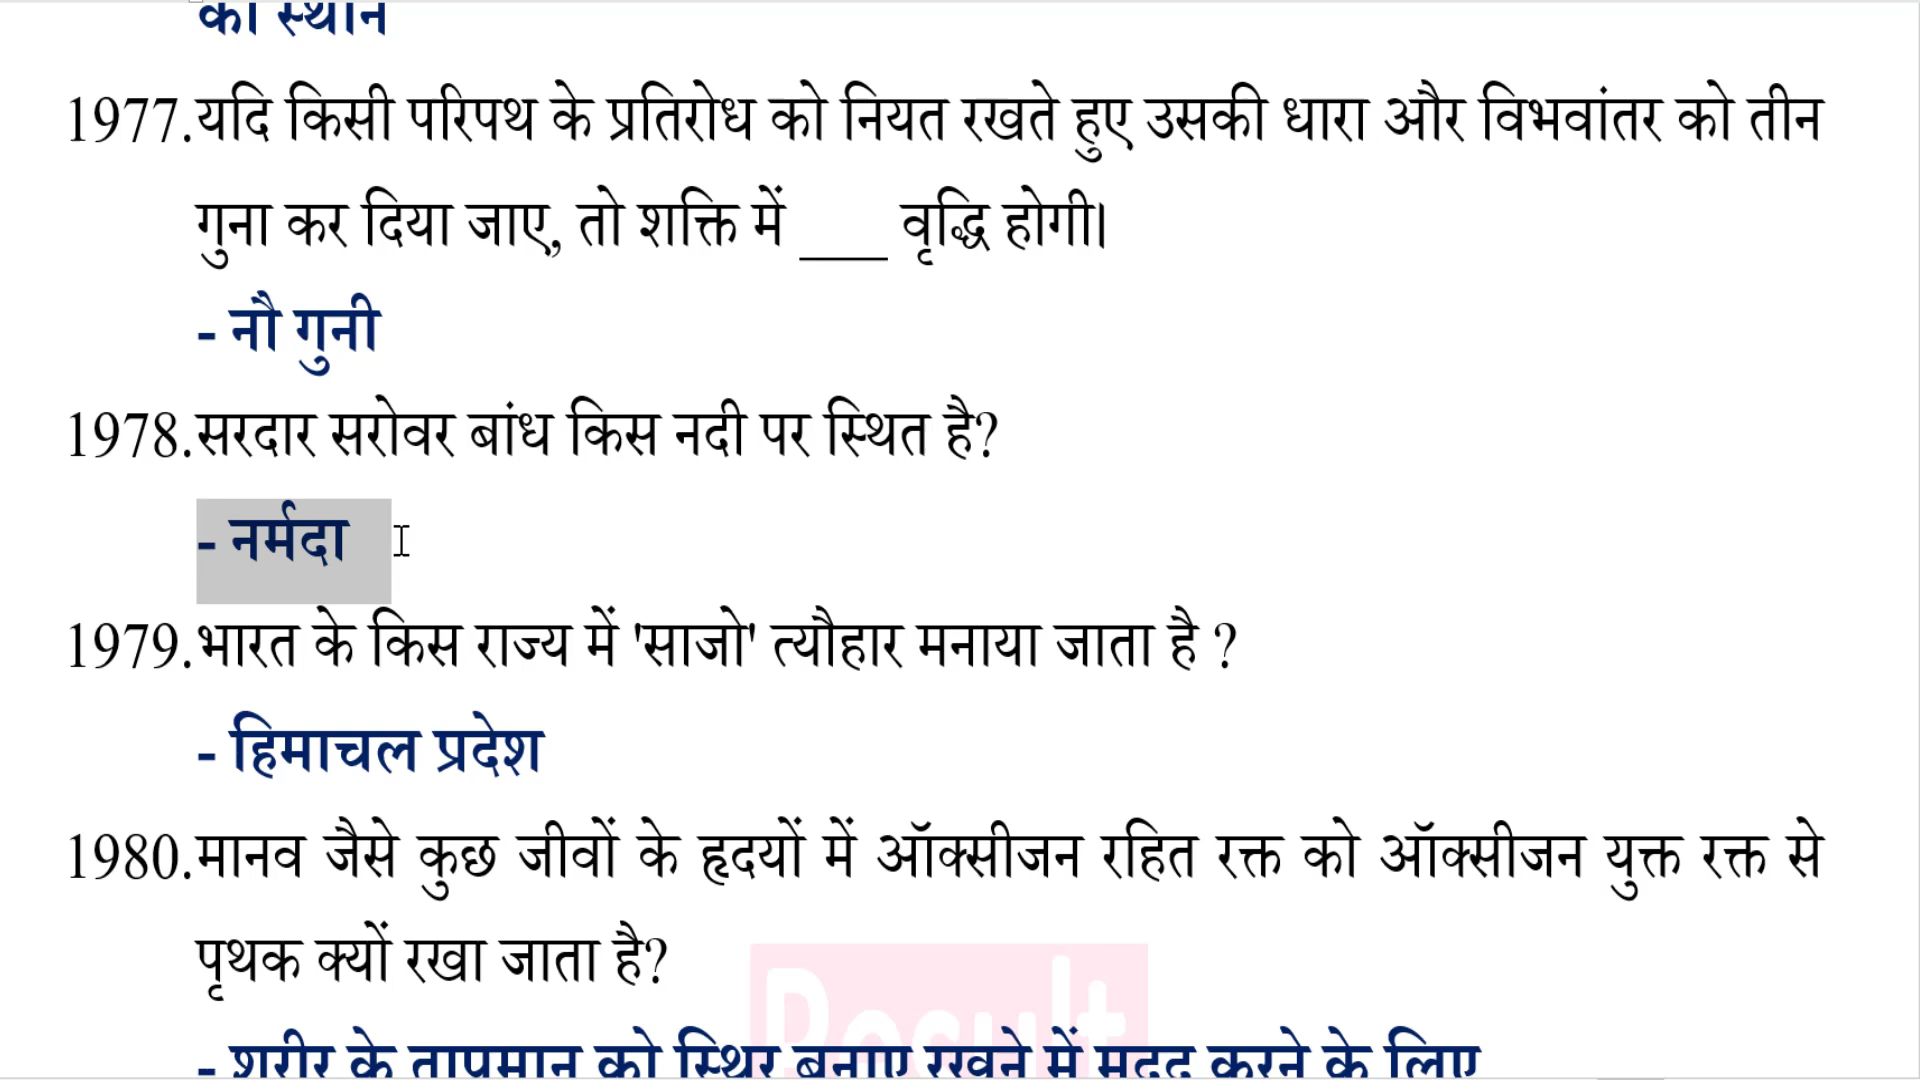 का स्थान
1977.यदि किसी परिपथ के प्रतिरोध को नियत रखते हुए उसकी धारा और विभवांतर को तीन
गुना कर दिया जाए, तो शक्ति में ___ वृद्धि होगी।
- नौ गुनी
1978.सरदार सरोवर बांध किस नदी पर स्थित है?
- नर्मदा
1979.भारत के किस राज्य में 'साजो' त्यौहार मनाया जाता है ?
- हिमाचल प्रदेश
1980.मानव जैसे कुछ जीवों के हृदयों में ऑक्सीजन रहित रक्त को ऑक्सीजन युक्त रक्त से
पृथक क्यों रखा जाता है?
- शरीर के तापमान को स्थिर बनाए रखने में मदद करने के लिए